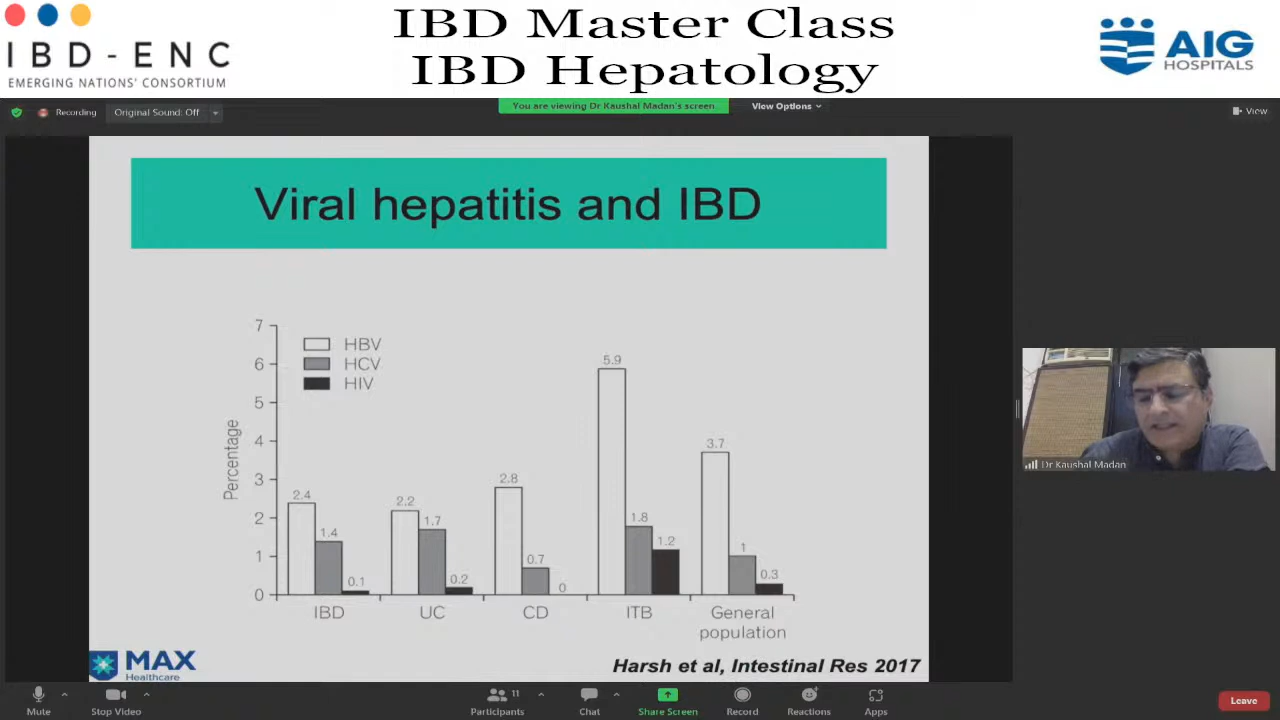 IBD-ENC
EMERGING NATIONS' CONSORTIUM
IBD Master Class
IBD Hepatology
AIG
HOSPITALS
Recording
Original Sound: Off
You are viewing Dr Kaushal Madan's screen
View Options
View
Viral hepatitis and IBD
7
6
5
4
3
2
1
0
Percentage
HBV
HCV
HIV
2.4
1.4
0.1
2.2
1.7
0.2
2.8
0.7
0
5.9
1.8
1.2
3.7
1
0.3
IBD
UC
CD
ITB
General
population
MAX
Healthcare
Harsh et al, Intestinal Res 2017
Dr Kaushal Madan
11
Mute
Stop Video
Participants
Chat
Share Screen
Record
Reactions
Apps
Leave